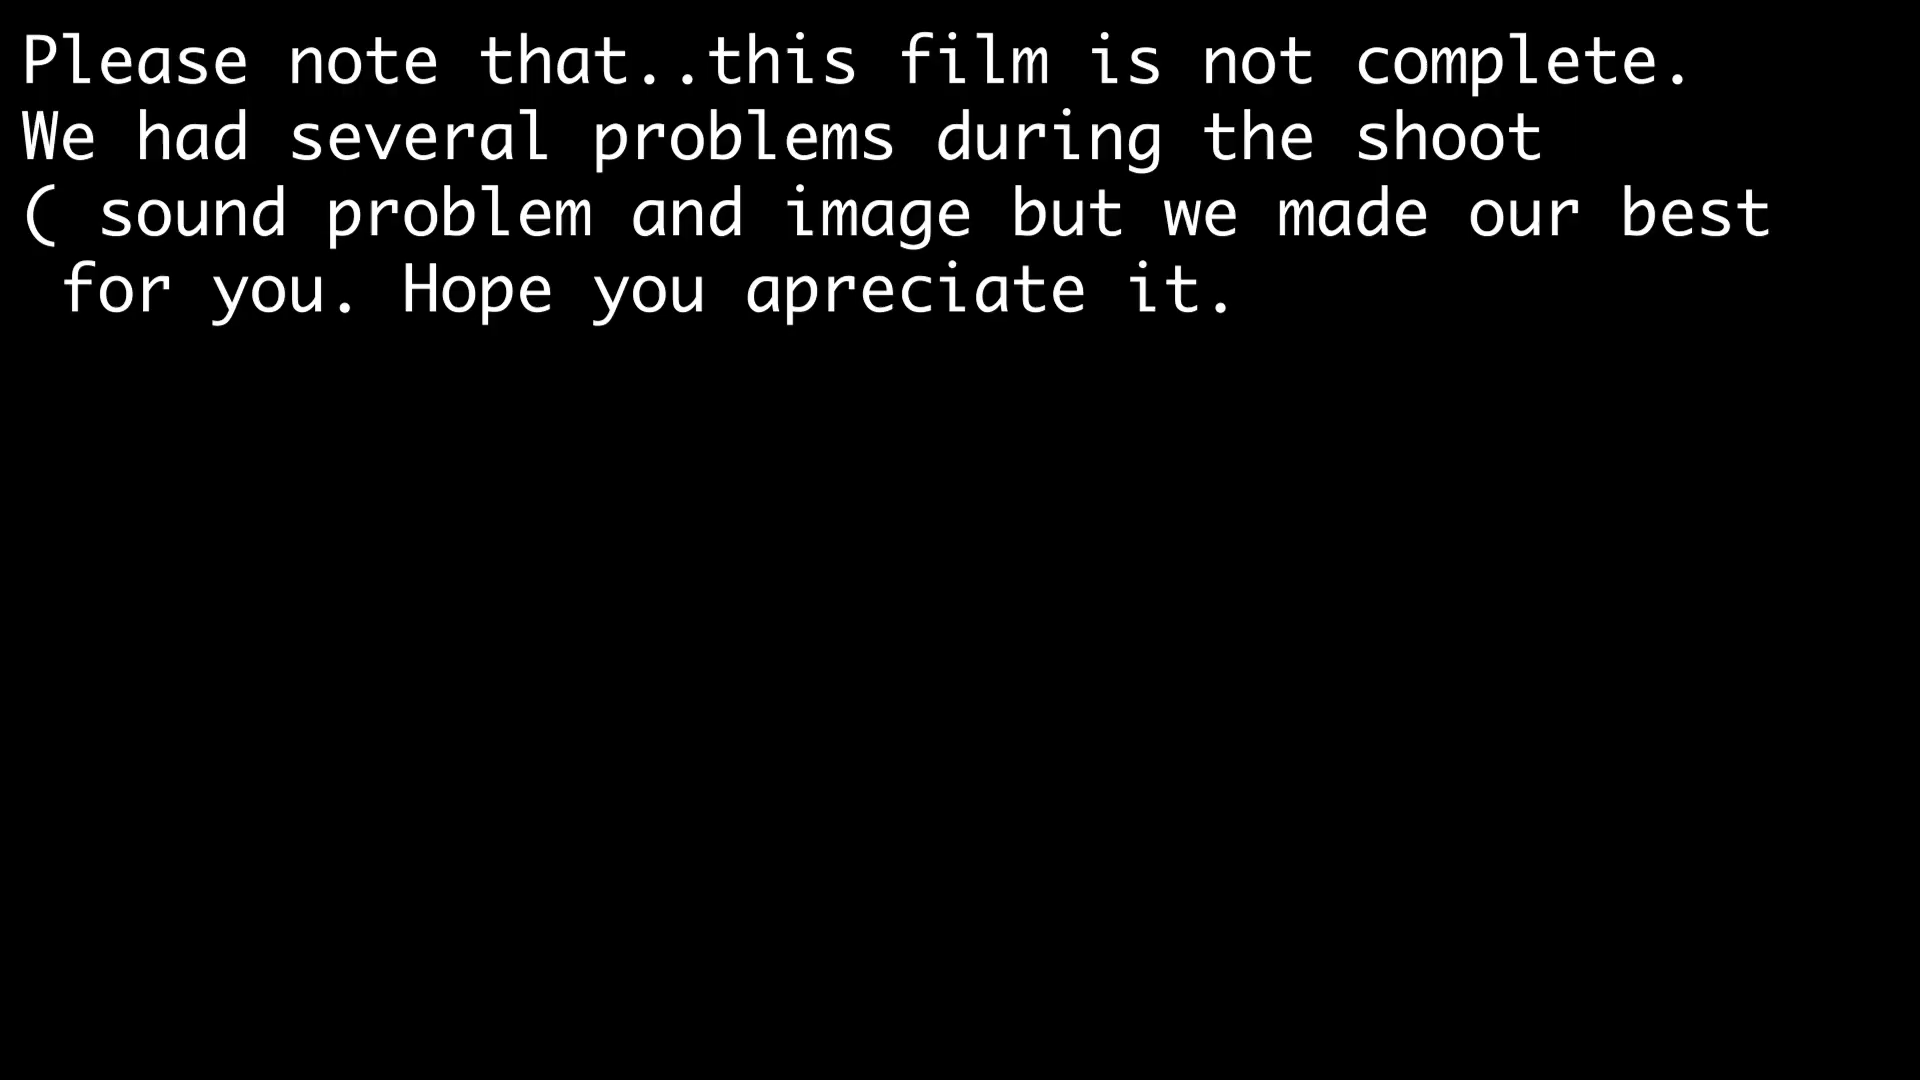 Please note that..this film is not complete.
We had several problems during the shoot
( sound problem and image but we made our best
for you. Hope you apreciate it.